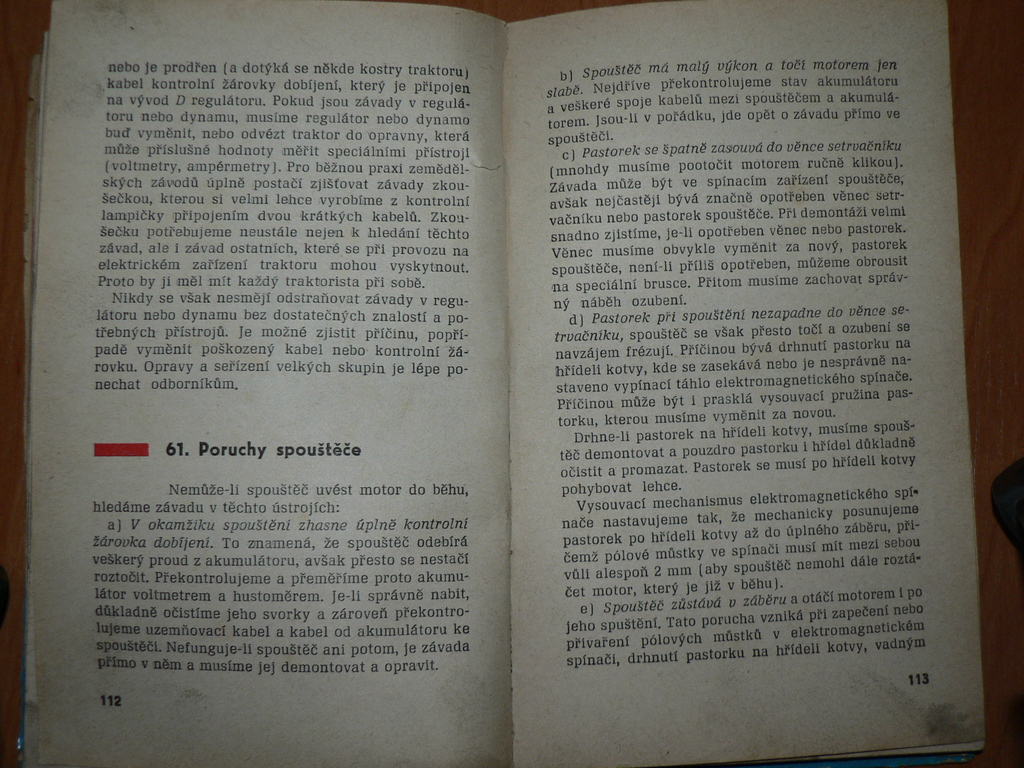 nebo je prodřen (a dotýká se někde kostry traktoru)
kabel kontrolní žárovky dobíjení, který je připojen
na vývod D regulátoru. Pokud jsou závady v regulá-
toru nebo dynamu, musíme regulátor nebo dynamo
buď vyměnit, nebo odvézt traktor do opravny, která
může příslušné hodnoty měřit speciálními přístroji
(voltmetry, ampérmetry). Pro běžnou praxi zeměděl-
ských závodů úplně postačí zjišťovat závady zkou-
šečkou, kterou si velmi lehce vyrobíme z kontrolní
lampičky připojením dvou krátkých kabelů. Zkou-
šečku potřebujeme neustále nejen k hledání těchto
závad, ale i závad ostatních, které se při provozu na
elektrickém zařízení traktoru mohou vyskytnout.
Proto by ji měl mít každý traktorista při sobě.
Nikdy se však nesmějí odstraňovat závady v regu-
látoru nebo dynamu bez dostatečných znalostí a po-
třebných přístrojů. Je možné zjistit příčinu, popří-
padě vyměnit poškozený kabel nebo kontrolní žá-
rovku. Opravy a seřízení velkých skupin je lépe po-
nechat odborníkům.
61. Poruchy spouštěče
Nemůže-li spouštěč uvést motor do běhu,
hledáme závadu v těchto ústrojích:
a) V okamžiku spouštění zhasne úplně kontrolní
žárovka dobíjení. To znamená, že spouštěč odebírá
veškerý proud z akumulátoru, avšak přesto se nestačí
roztočit. Překontrolujeme a přeměříme proto akumu-
látor voltmetrem a hustoměrem. Je-li správně nabit,
důkladně očistíme jeho svorky a zároveň překontro-
lujeme uzemňovací kabel a kabel od akumulátoru ke
spouštěči. Nefunguje-li spouštěč ani potom, je závada
přímo v něm a musíme jej demontovat a opravit.
112
b) Spouštěč má malý výkon a točí motorem jen
slabě. Nejdříve překontrolujeme stav akumulátoru
a veškeré spoje kabelů mezi spouštěčem a akumulá-
torem. Jsou-li v pořádku, jde opět o závadu přímo ve
spouštěči.
c) Pastorek se špatně zasouvá do věnce setrvačníku
(mnohdy musíme pootočit motorem ručně klikou).
Závada může být ve spínacím zařízení spouštěče,
avšak nejčastěji bývá značně opotřeben věnec setr-
vačníku nebo pastorek spouštěče. Při demontáži velmi
snadno zjistíme, je-li opotřeben věnec nebo pastorek.
Věnec musíme obvykle vyměnit za nový, pastorek
spouštěče, není-li příliš opotřeben, můžeme obrousit
na speciální brusce. Přitom musíme zachovat správ-
ný náběh ozubení.
d) Pastorek při spouštění nezapadne do věnce se-
trvačníku, spouštěč se však přesto točí a ozubení se
navzájem frézují. Příčinou bývá drhnutí pastorku na
hřídeli kotvy, kde se zasekává nebo je nesprávně na-
staveno vypínací táhlo elektromagnetického spínače.
Příčinou může být i prasklá vysouvací pružina pas-
torku, kterou musíme vyměnit za novou.
Drhne-li pastorek na hřídeli kotvy, musíme spouš-
těč demontovat a pouzdro pastorku i hřídel důkladně
očistit a promazat. Pastorek se musí po hřídeli kotvy
pohybovat lehce.
Vysouvací mechanismus elektromagnetického spí-
nače nastavujeme tak, že mechanicky posunujeme
pastorek po hřídeli kotvy až do úplného záběru, při-
čemž pólové můstky ve spínači musí mít mezi sebou
vůli alespoň 2 mm (aby spouštěč nemohl dále roztá-
čet motor, který je již v běhu).
e) Spouštěč zůstává v záběru a otáčí motorem i po
jeho spuštění. Tato porucha vzniká při zapečení nebo
přivaření pólových můstků v elektromagnetickém
spínači, drhnutí pastorku na hřídeli kotvy, vadným
113